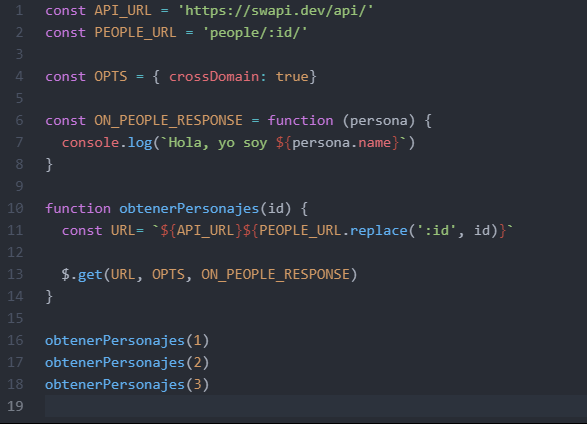 1 const API_URL = 'https://swapi.dev/api/'
2 const PEOPLE_URL = 'people/:id/'
3
4 const OPTS = { crossDomain: true}
5
6 const ON_PEOPLE_RESPONSE = function (persona) {
7   console.log(`Hola, yo soy ${persona.name}`)
8 }
9
10 function obtenerPersonajes(id) {
11   const URL= `${API_URL}${PEOPLE_URL.replace(':id', id)}`
12
13   $.get(URL, OPTS, ON_PEOPLE_RESPONSE)
14 }
15
16 obtenerPersonajes(1)
17 obtenerPersonajes(2)
18 obtenerPersonajes(3)
19